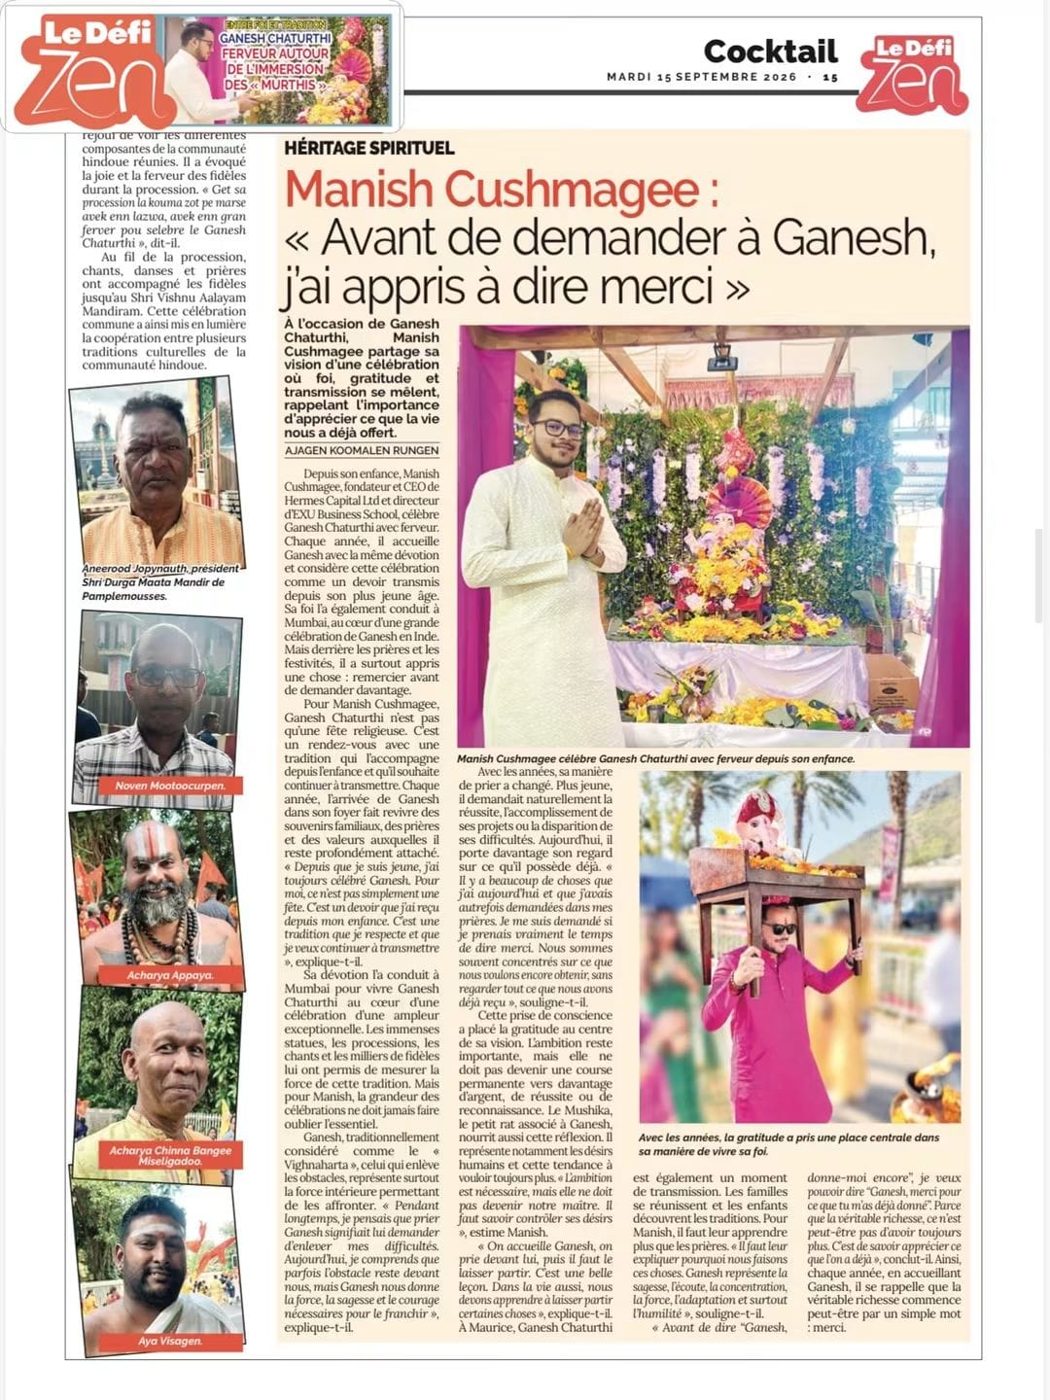 Le Défi
zen
ENTRE FOI ET TRADITION
GANESH CHATURTHI
FERVEUR AUTOUR
DE L'IMMERSION
DES « MURTHIS »
Cocktail
MARDI 15 SEPTEMBRE 2026 · 15
Le Défi
zen
réjoui de voir les différentes
composantes de la communauté
hindoue réunies. Il a évoqué
la joie et la ferveur des fidèles
durant la procession. « Get sa
procession la kouma zot pe marse
avek enn lazwa, avek enn gran
ferver pou selebre le Ganesh
Chaturthi », dit-il.
Au fil de la procession,
chants, danses et prières
ont accompagné les fidèles
jusqu'au Shri Vishnu Aalayam
Mandiram. Cette célébration
commune a ainsi mis en lumière
la coopération entre plusieurs
traditions culturelles de la
communauté hindoue.
Aneerood Jopynauth, président
Shri Durga Maata Mandir de
Pamplemousses.
Noven Mootoocurpen.
Acharya Appaya.
Acharya Chinna Bangee
Miseligadoo.
Aya Visagen.
HÉRITAGE SPIRITUEL
Manish Cushmagee :
« Avant de demander à Ganesh,
j'ai appris à dire merci »
À l'occasion de Ganesh
Chaturthi, Manish
Cushmagee partage sa
vision d'une célébration
où foi, gratitude et
transmission se mêlent,
rappelant l'importance
d'apprécier ce que la vie
nous a déjà offert.
AJAGEN KOOMALEN RUNGEN
Depuis son enfance, Manish
Cushmagee, fondateur et CEO de
Hermes Capital Ltd et directeur
d'EXU Business School, célèbre
Ganesh Chaturthi avec ferveur.
Chaque année, il accueille
Ganesh avec la même dévotion
et considère cette célébration
comme un devoir transmis
depuis son plus jeune âge.
Sa foi l'a également conduit à
Mumbai, au cœur d'une grande
célébration de Ganesh en Inde.
Mais derrière les prières et les
festivités, il a surtout appris
une chose : remercier avant
de demander davantage.
Pour Manish Cushmagee,
Ganesh Chaturthi n'est pas
qu'une fête religieuse. C'est
un rendez-vous avec une
tradition qui l'accompagne
depuis l'enfance et qu'il souhaite
continuer à transmettre. Chaque
année, l'arrivée de Ganesh
dans son foyer fait revivre des
souvenirs familiaux, des prières
et des valeurs auxquelles il
reste profondément attaché.
« Depuis que je suis jeune, j'ai
toujours célébré Ganesh. Pour
moi, ce n'est pas simplement une
fête. C'est un devoir que j'ai reçu
depuis mon enfance. C'est une
tradition que je respecte et que
je veux continuer à transmettre
», explique-t-il.
Sa dévotion l'a conduit à
Mumbai pour vivre Ganesh
Chaturthi au cœur d'une
célébration d'une ampleur
exceptionnelle. Les immenses
statues, les processions, les
chants et les milliers de fidèles
lui ont permis de mesurer la
force de cette tradition. Mais
pour Manish, la grandeur des
célébrations ne doit jamais faire
oublier l'essentiel.
Ganesh, traditionnellement
considéré comme le «
Vighnaharta », celui qui enlève
les obstacles, représente surtout
la force intérieure permettant
de les affronter. « Pendant
longtemps, je pensais que prier
Ganesh signifiait lui demander
d'enlever mes difficultés.
Aujourd'hui, je comprends que
parfois l'obstacle reste devant
nous, mais Ganesh nous donne
la force, la sagesse et le courage
nécessaires pour le franchir »,
explique-t-il.
Manish Cushmagee célèbre Ganesh Chaturthi avec ferveur depuis son enfance.
Avec les années, sa manière
de prier a changé. Plus jeune,
il demandait naturellement la
réussite, l'accomplissement de
ses projets ou la disparition de
ses difficultés. Aujourd'hui, il
porte davantage son regard
sur ce qu'il possède déjà. «
Il y a beaucoup de choses que
j'ai aujourd'hui et que j'avais
autrefois demandées dans mes
prières. Je me suis demandé si
je prenais vraiment le temps
de dire merci. Nous sommes
souvent concentrés sur ce que
nous voulons encore obtenir, sans
regarder tout ce que nous avons
déjà reçu », souligne-t-il.
Cette prise de conscience
a placé la gratitude au centre
de sa vision. L'ambition reste
importante, mais elle ne
doit pas devenir une course
permanente vers davantage
d'argent, de réussite ou de
reconnaissance. Le Mushika,
le petit rat associé à Ganesh,
nourrit aussi cette réflexion. Il
représente notamment les désirs
humains et cette tendance à
vouloir toujours plus. « L'ambition
est nécessaire, mais elle ne doit
pas devenir notre maître. Il
faut savoir contrôler ses désirs
», estime Manish.
« On accueille Ganesh, on
prie devant lui, puis il faut le
laisser partir. C'est une belle
leçon. Dans la vie aussi, nous
devons apprendre à laisser partir
certaines choses », explique-t-il.
À Maurice, Ganesh Chaturthi
Avec les années, la gratitude a pris une place centrale dans
sa manière de vivre sa foi.
est également un moment
de transmission. Les familles
se réunissent et les enfants
découvrent les traditions. Pour
Manish, il faut leur apprendre
plus que les prières. « Il faut leur
expliquer pourquoi nous faisons
ces choses. Ganesh représente la
sagesse, l'écoute, la concentration,
la force, l'adaptation et surtout
l'humilité », souligne-t-il.
« Avant de dire “Ganesh,
donne-moi encore”, je veux
pouvoir dire “Ganesh, merci pour
ce que tu m'as déjà donné”. Parce
que la véritable richesse, ce n'est
peut-être pas d'avoir toujours
plus. C'est de savoir apprécier ce
que l'on a déjà », conclut-il. Ainsi,
chaque année, en accueillant
Ganesh, il se rappelle que la
véritable richesse commence
peut-être par un simple mot
: merci.